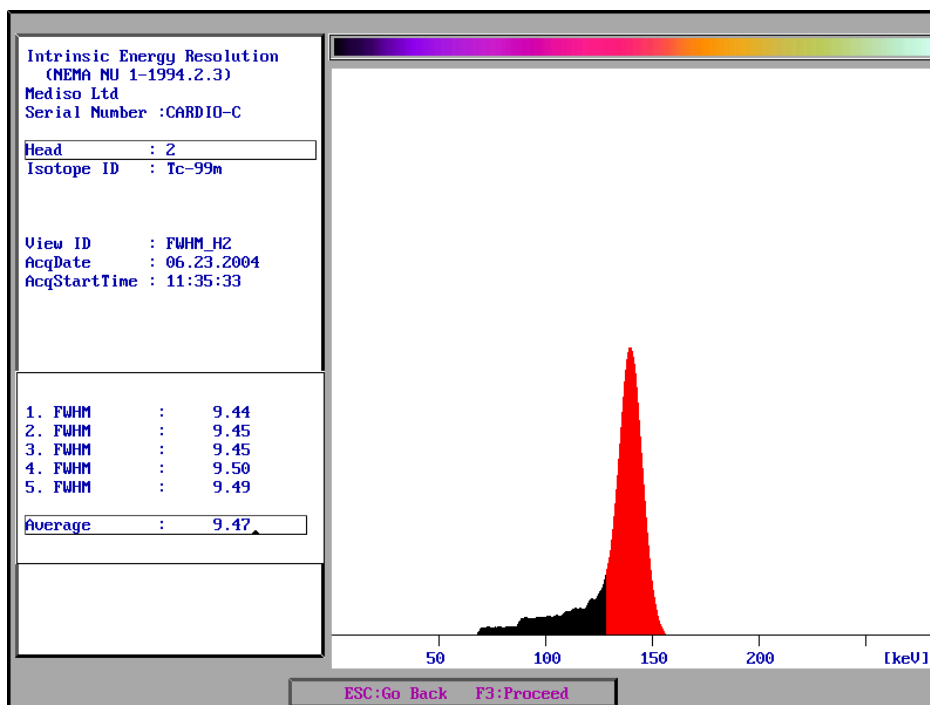 Intrinsic Energy Resolution
(NEMA NU 1-1994.2.3)
Mediso Ltd
Serial Number :CARDIO-C
Head : 2
Isotope ID : Tc-99m
View ID : FWHM_H2
AcqDate : 06.23.2004
AcqStartTime : 11:35:33
1. FWHM : 9.44
2. FWHM : 9.45
3. FWHM : 9.45
4. FWHM : 9.50
5. FWHM : 9.49
Average : 9.47
50 100 150 200 [keV]
ESC:Go Back F3:Proceed